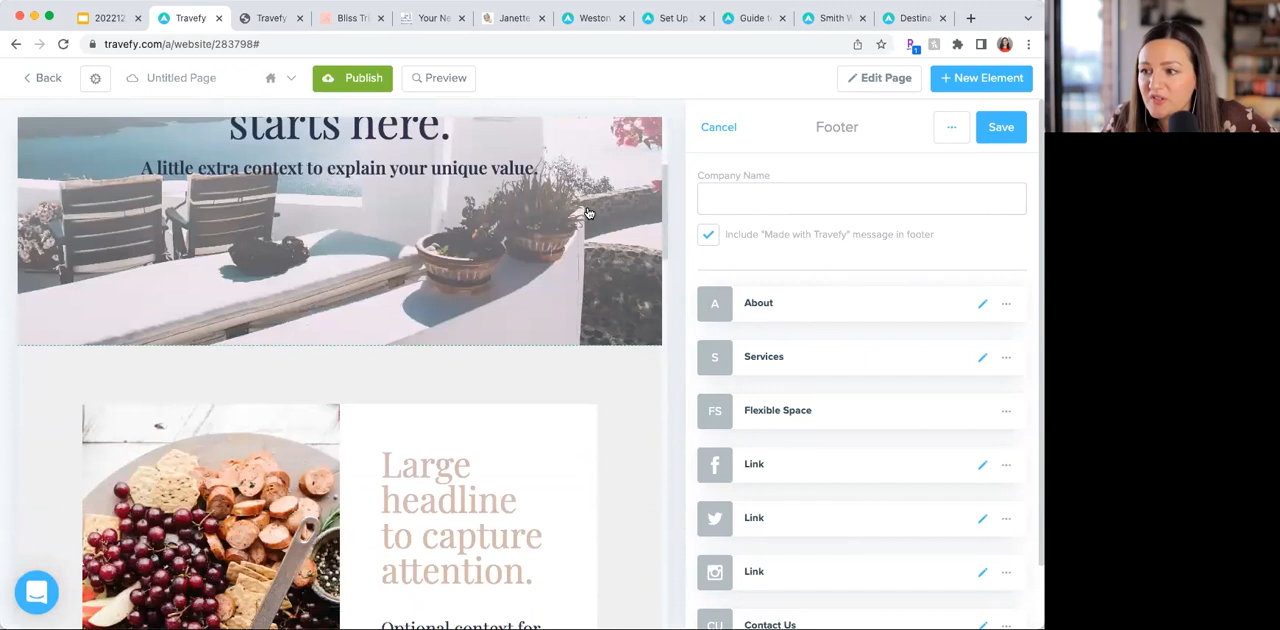 202212
Travefy
Travefy
Bliss Tri
Your Ne
Janette
Weston
Set Up
Guide t
Smith W
Destina
travefy.com/a/website/283798#
1
Back
Untitled Page
Publish
Preview
Edit Page
+ New Element
starts here.
A little extra context to explain your unique value.
Large
headline
to capture
attention.
Optional context for
Cancel
Footer
...
Save
Company Name
Include "Made with Travefy" message in footer
A About ...
S Services ...
FS Flexible Space ...
Link ...
Link ...
Link ...
CU Contact Us ...